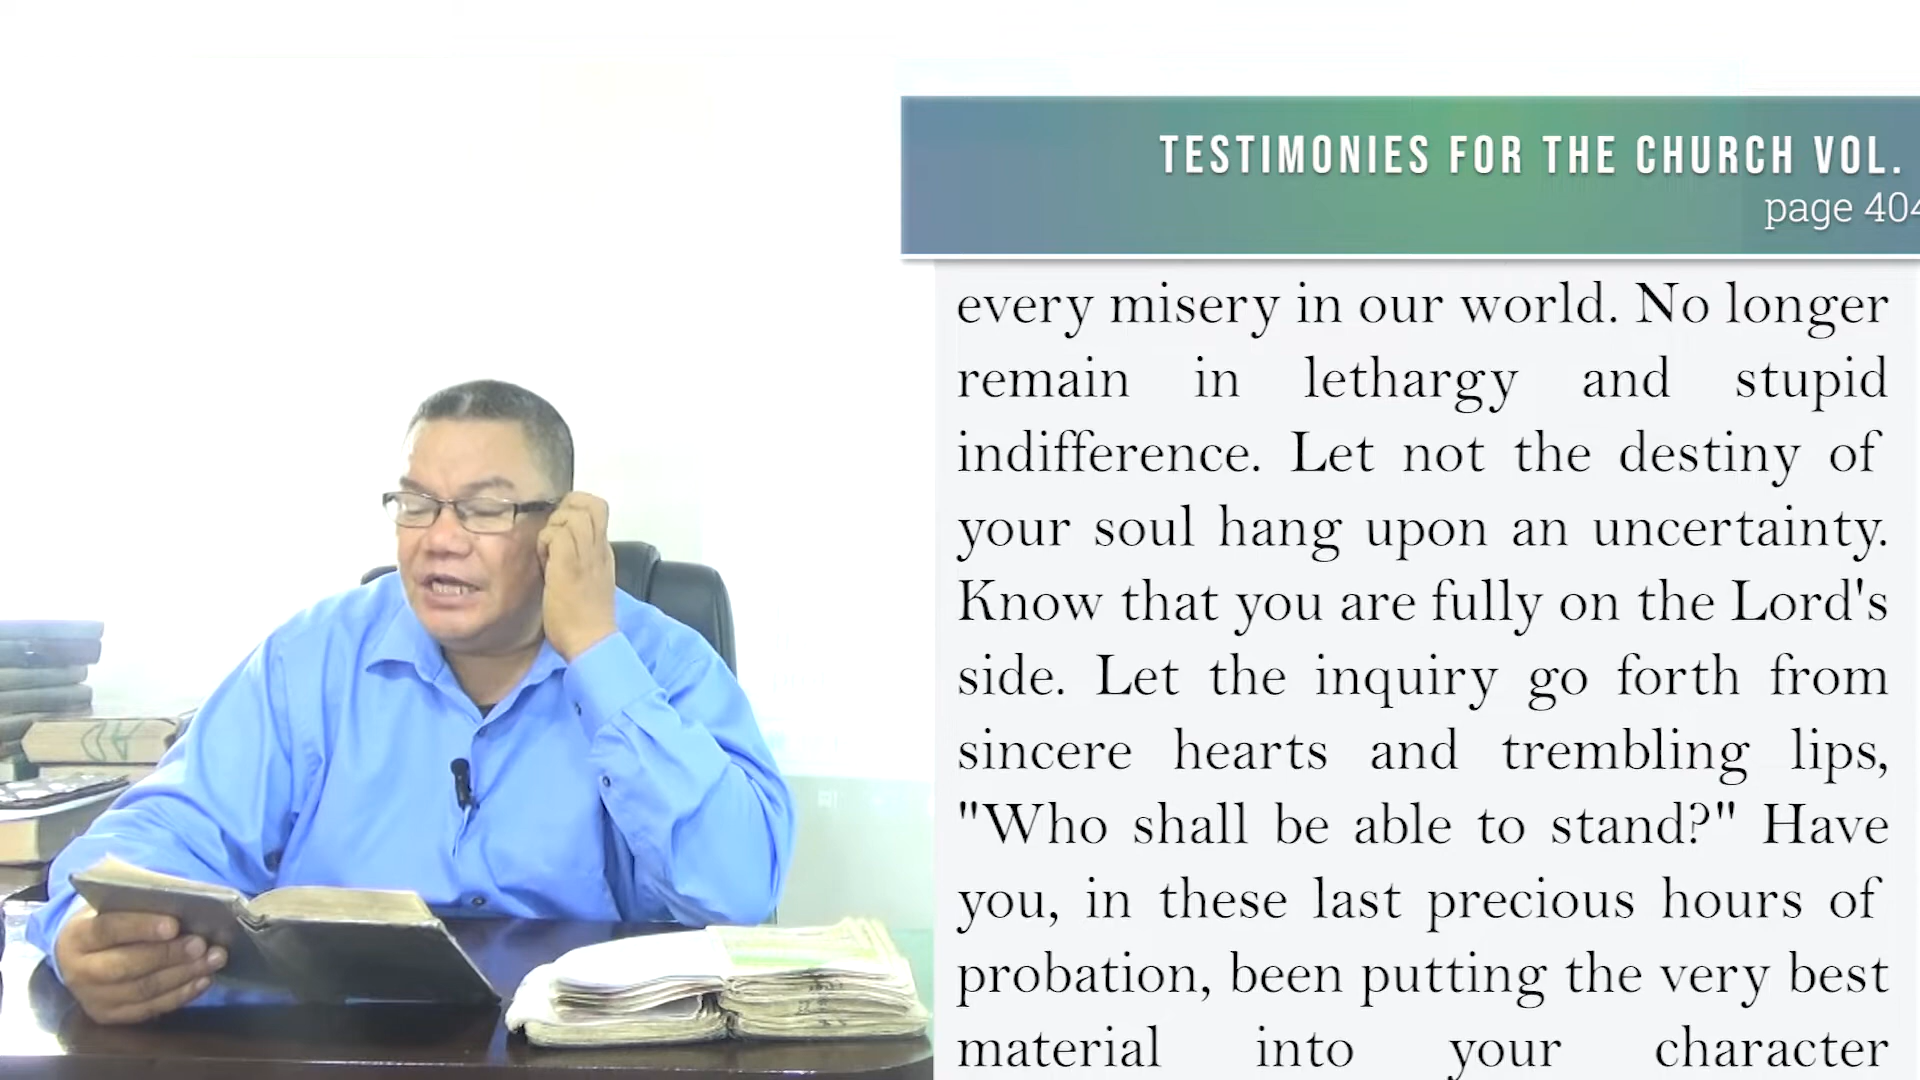 TESTIMONIES FOR THE CHURCH VOL.
page 404
every misery in our world. No longer
remain in lethargy and stupid
indifference. Let not the destiny of
your soul hang upon an uncertainty.
Know that you are fully on the Lord's
side. Let the inquiry go forth from
sincere hearts and trembling lips,
"Who shall be able to stand?" Have
you, in these last precious hours of
probation, been putting the very best
material into your character